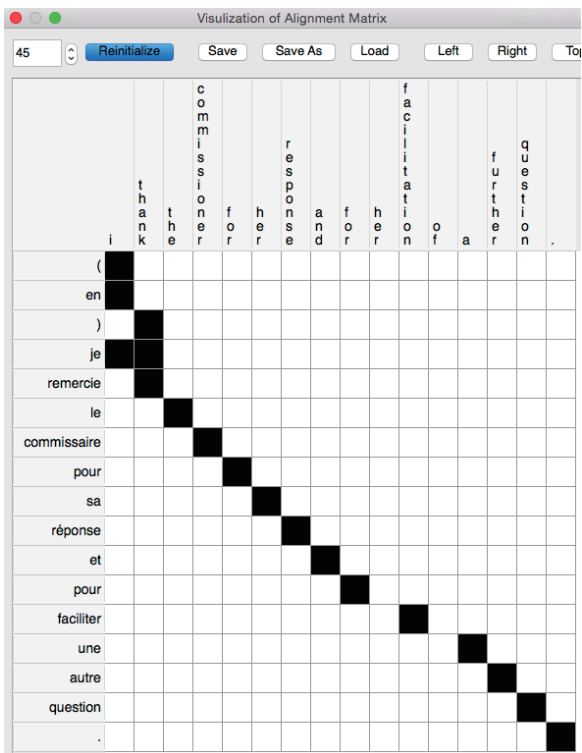 Visulization of Alignment Matrix
45 Reinitialize Save Save As Load Left Right Top
i thank the commissioner for her response and for her facilitation of a further question .
(
en
)
je
remercie
le
commissaire
pour
sa
réponse
et
pour
faciliter
une
autre
question
.